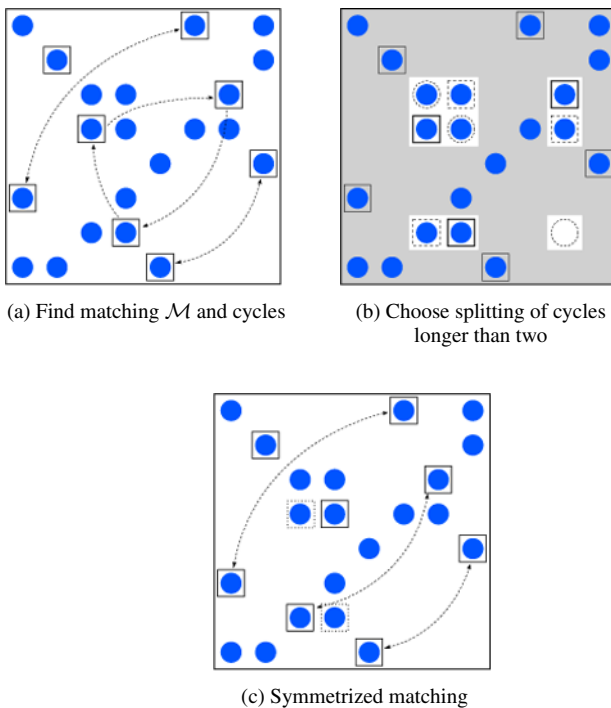 (a) Find matching ℳ and cycles
(b) Choose splitting of cycles
longer than two
(c) Symmetrized matching